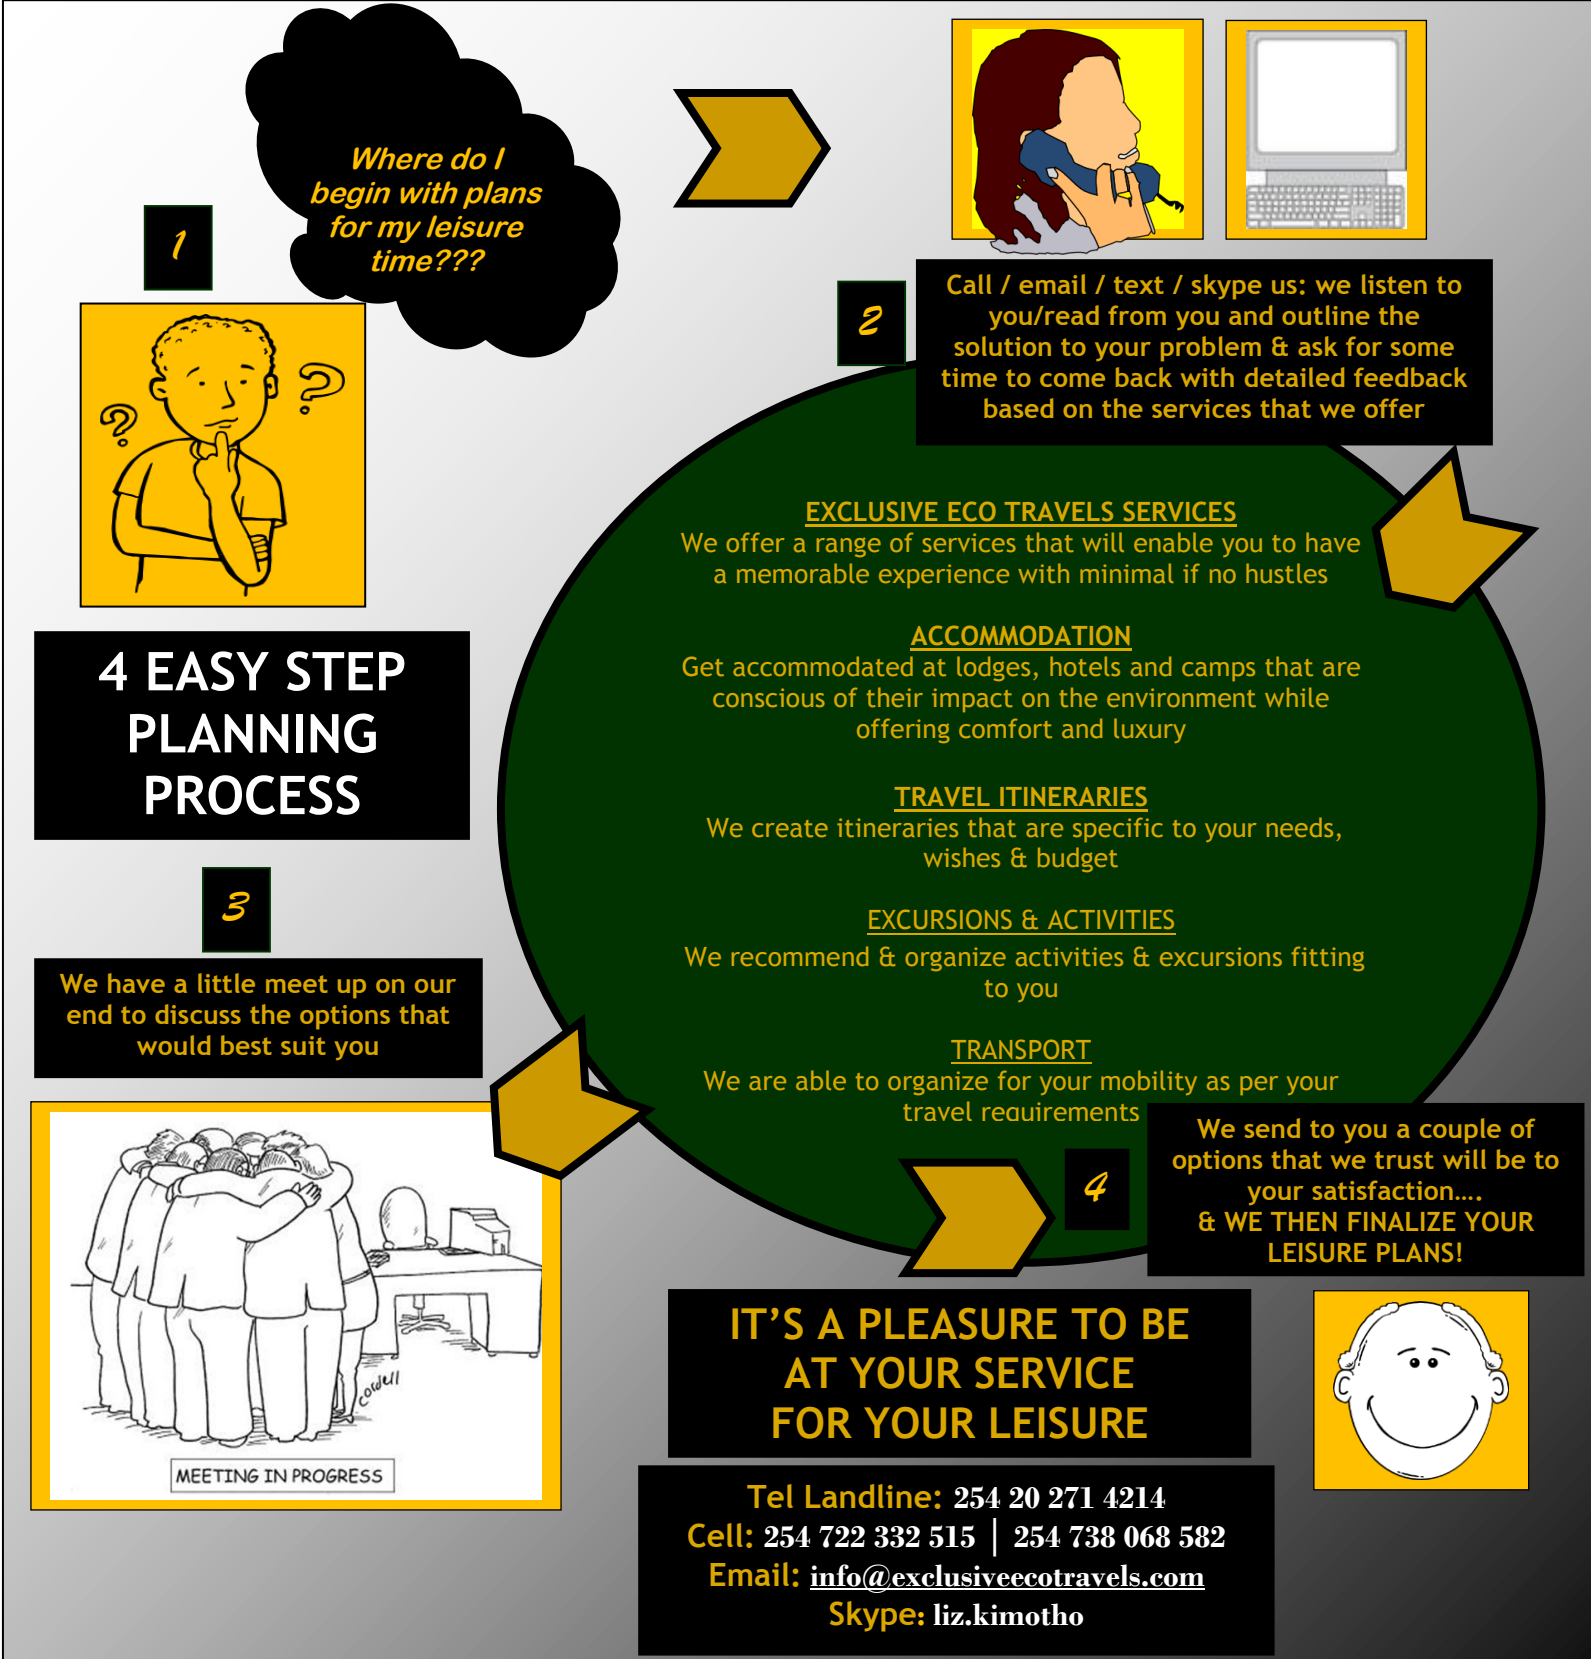 Where do I
begin with plans
for my leisure
time???
1
2
Call / email / text / skype us: we listen to
you/read from you and outline the
solution to your problem & ask for some
time to come back with detailed feedback
based on the services that we offer
?
?
4 EASY STEP
PLANNING
PROCESS
EXCLUSIVE ECO TRAVELS SERVICES
We offer a range of services that will enable you to have
a memorable experience with minimal if no hustles
ACCOMMODATION
Get accommodated at lodges, hotels and camps that are
conscious of their impact on the environment while
offering comfort and luxury
TRAVEL ITINERARIES
We create itineraries that are specific to your needs,
wishes & budget
EXCURSIONS & ACTIVITIES
We recommend & organize activities & excursions fitting
to you
TRANSPORT
We are able to organize for your mobility as per your
travel requirements
3
We have a little meet up on our
end to discuss the options that
would best suit you
cordell
MEETING IN PROGRESS
4
We send to you a couple of
options that we trust will be to
your satisfaction….
& WE THEN FINALIZE YOUR
LEISURE PLANS!
IT’S A PLEASURE TO BE
AT YOUR SERVICE
FOR YOUR LEISURE
Tel Landline: 254 20 271 4214
Cell: 254 722 332 515 | 254 738 068 582
Email: info@exclusiveecotravels.com
Skype: liz.kimotho